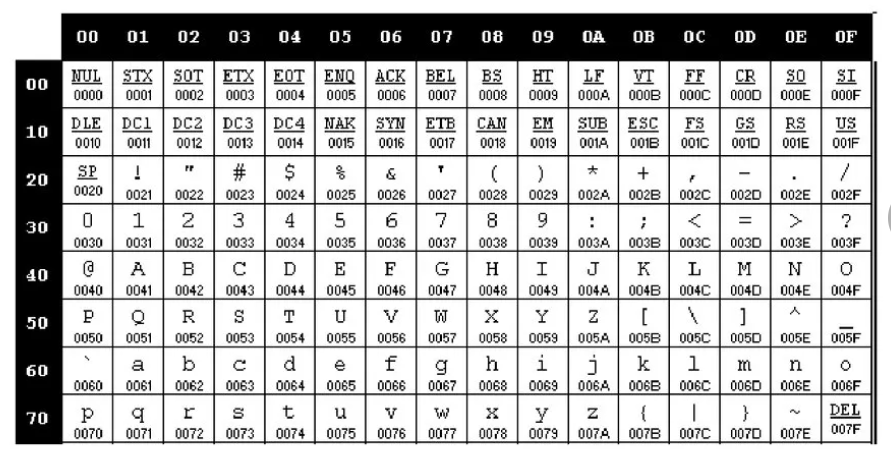 00 01 02 03 04 05 06 07 08 09 0A 0B 0C 0D 0E 0F
00 NUL STX SOT ETX EOT ENQ ACK BEL BS HT LF VT FF CR SO SI
0000 0001 0002 0003 0004 0005 0006 0007 0008 0009 000A 000B 000C 000D 000E 000F
10 DLE DC1 DC2 DC3 DC4 NAK SYN ETB CAN EM SUB ESC FS GS RS US
0010 0011 0012 0013 0014 0015 0016 0017 0018 0019 001A 001B 001C 001D 001E 001F
20 SP ! " # $ % & ' ( ) * + , - . /
0020 0021 0022 0023 0024 0025 0026 0027 0028 0029 002A 002B 002C 002D 002E 002F
30 0 1 2 3 4 5 6 7 8 9 : ; < = > ?
0030 0031 0032 0033 0034 0035 0036 0037 0038 0039 003A 003B 003C 003D 003E 003F
40 @ A B C D E F G H I J K L M N O
0040 0041 0042 0043 0044 0045 0046 0047 0048 0049 004A 004B 004C 004D 004E 004F
50 P Q R S T U V W X Y Z [ \ ] ^ _
0050 0051 0052 0053 0054 0055 0056 0057 0058 0059 005A 005B 005C 005D 005E 005F
60 ` a b c d e f g h i j k l m n o
0060 0061 0062 0063 0064 0065 0066 0067 0068 0069 006A 006B 006C 006D 006E 006F
70 p q r s t u v w x y z { | } ~ DEL
0070 0071 0072 0073 0074 0075 0076 0077 0078 0079 007A 007B 007C 007D 007E 007F